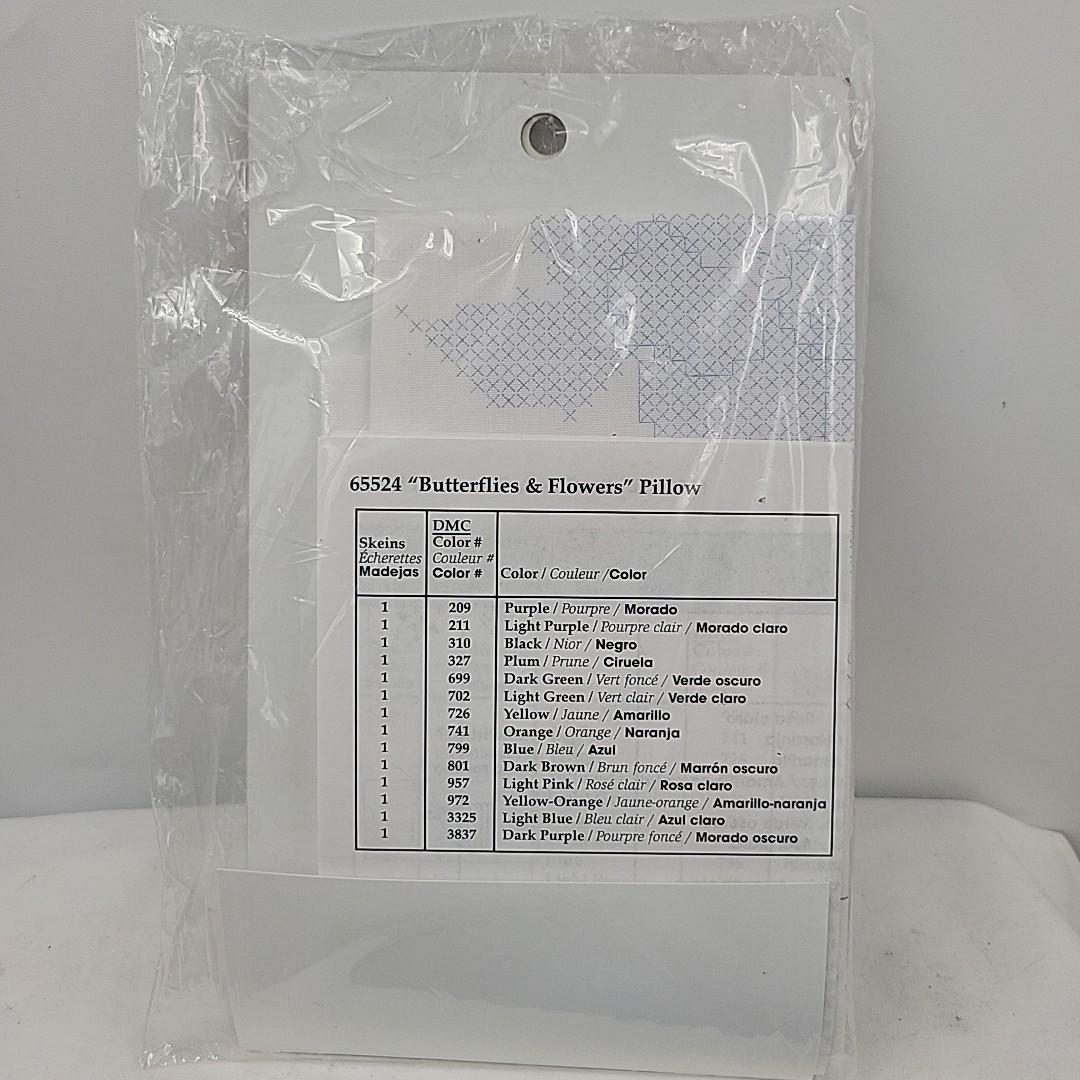 65524 “Butterflies & Flowers” Pillow
Skeins
Écherettes
Madejas
DMC
Color #
Couleur #
Color #
Color / Couleur /Color
1 209 Purple / Pourpre / Morado
1 211 Light Purple / Pourpre clair / Morado claro
1 310 Black / Nior / Negro
1 327 Plum / Prune / Ciruela
1 699 Dark Green / Vert foncé / Verde oscuro
1 702 Light Green / Vert clair / Verde claro
1 726 Yellow / Jaune / Amarillo
1 741 Orange / Orange / Naranja
1 799 Blue / Bleu / Azul
1 801 Dark Brown / Brun foncé / Marrón oscuro
1 957 Light Pink / Rosé clair / Rosa claro
1 972 Yellow-Orange / Jaune-orange / Amarillo-naranja
1 3325 Light Blue / Bleu clair / Azul claro
1 3837 Dark Purple / Pourpre foncé / Morado oscuro